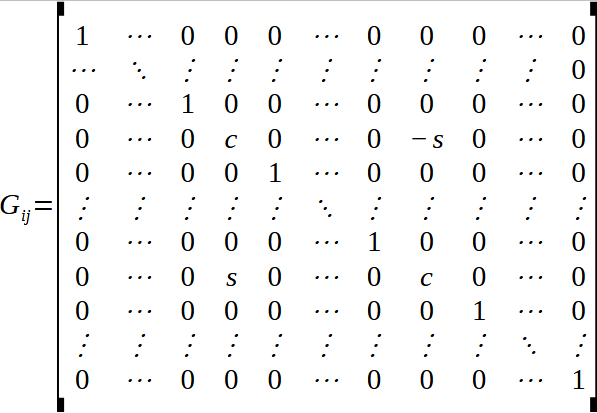 1 ⋯ 0 0 0 ⋯ 0 0 0 ⋯ 0
⋯ ⋱ ⋮ ⋮ ⋮ ⋮ ⋮ ⋮ ⋮ ⋮ 0
0 ⋯ 1 0 0 ⋯ 0 0 0 ⋯ 0
0 ⋯ 0 c 0 ⋯ 0 −s 0 ⋯ 0
0 ⋯ 0 0 1 ⋯ 0 0 0 ⋯ 0
G_ij = ⋮ ⋮ ⋮ ⋮ ⋮ ⋱ ⋮ ⋮ ⋮ ⋮ ⋮
0 ⋯ 0 0 0 ⋯ 1 0 0 ⋯ 0
0 ⋯ 0 s 0 ⋯ 0 c 0 ⋯ 0
0 ⋯ 0 0 0 ⋯ 0 0 1 ⋯ 0
⋮ ⋮ ⋮ ⋮ ⋮ ⋮ ⋮ ⋮ ⋮ ⋱ ⋮
0 ⋯ 0 0 0 ⋯ 0 0 0 ⋯ 1